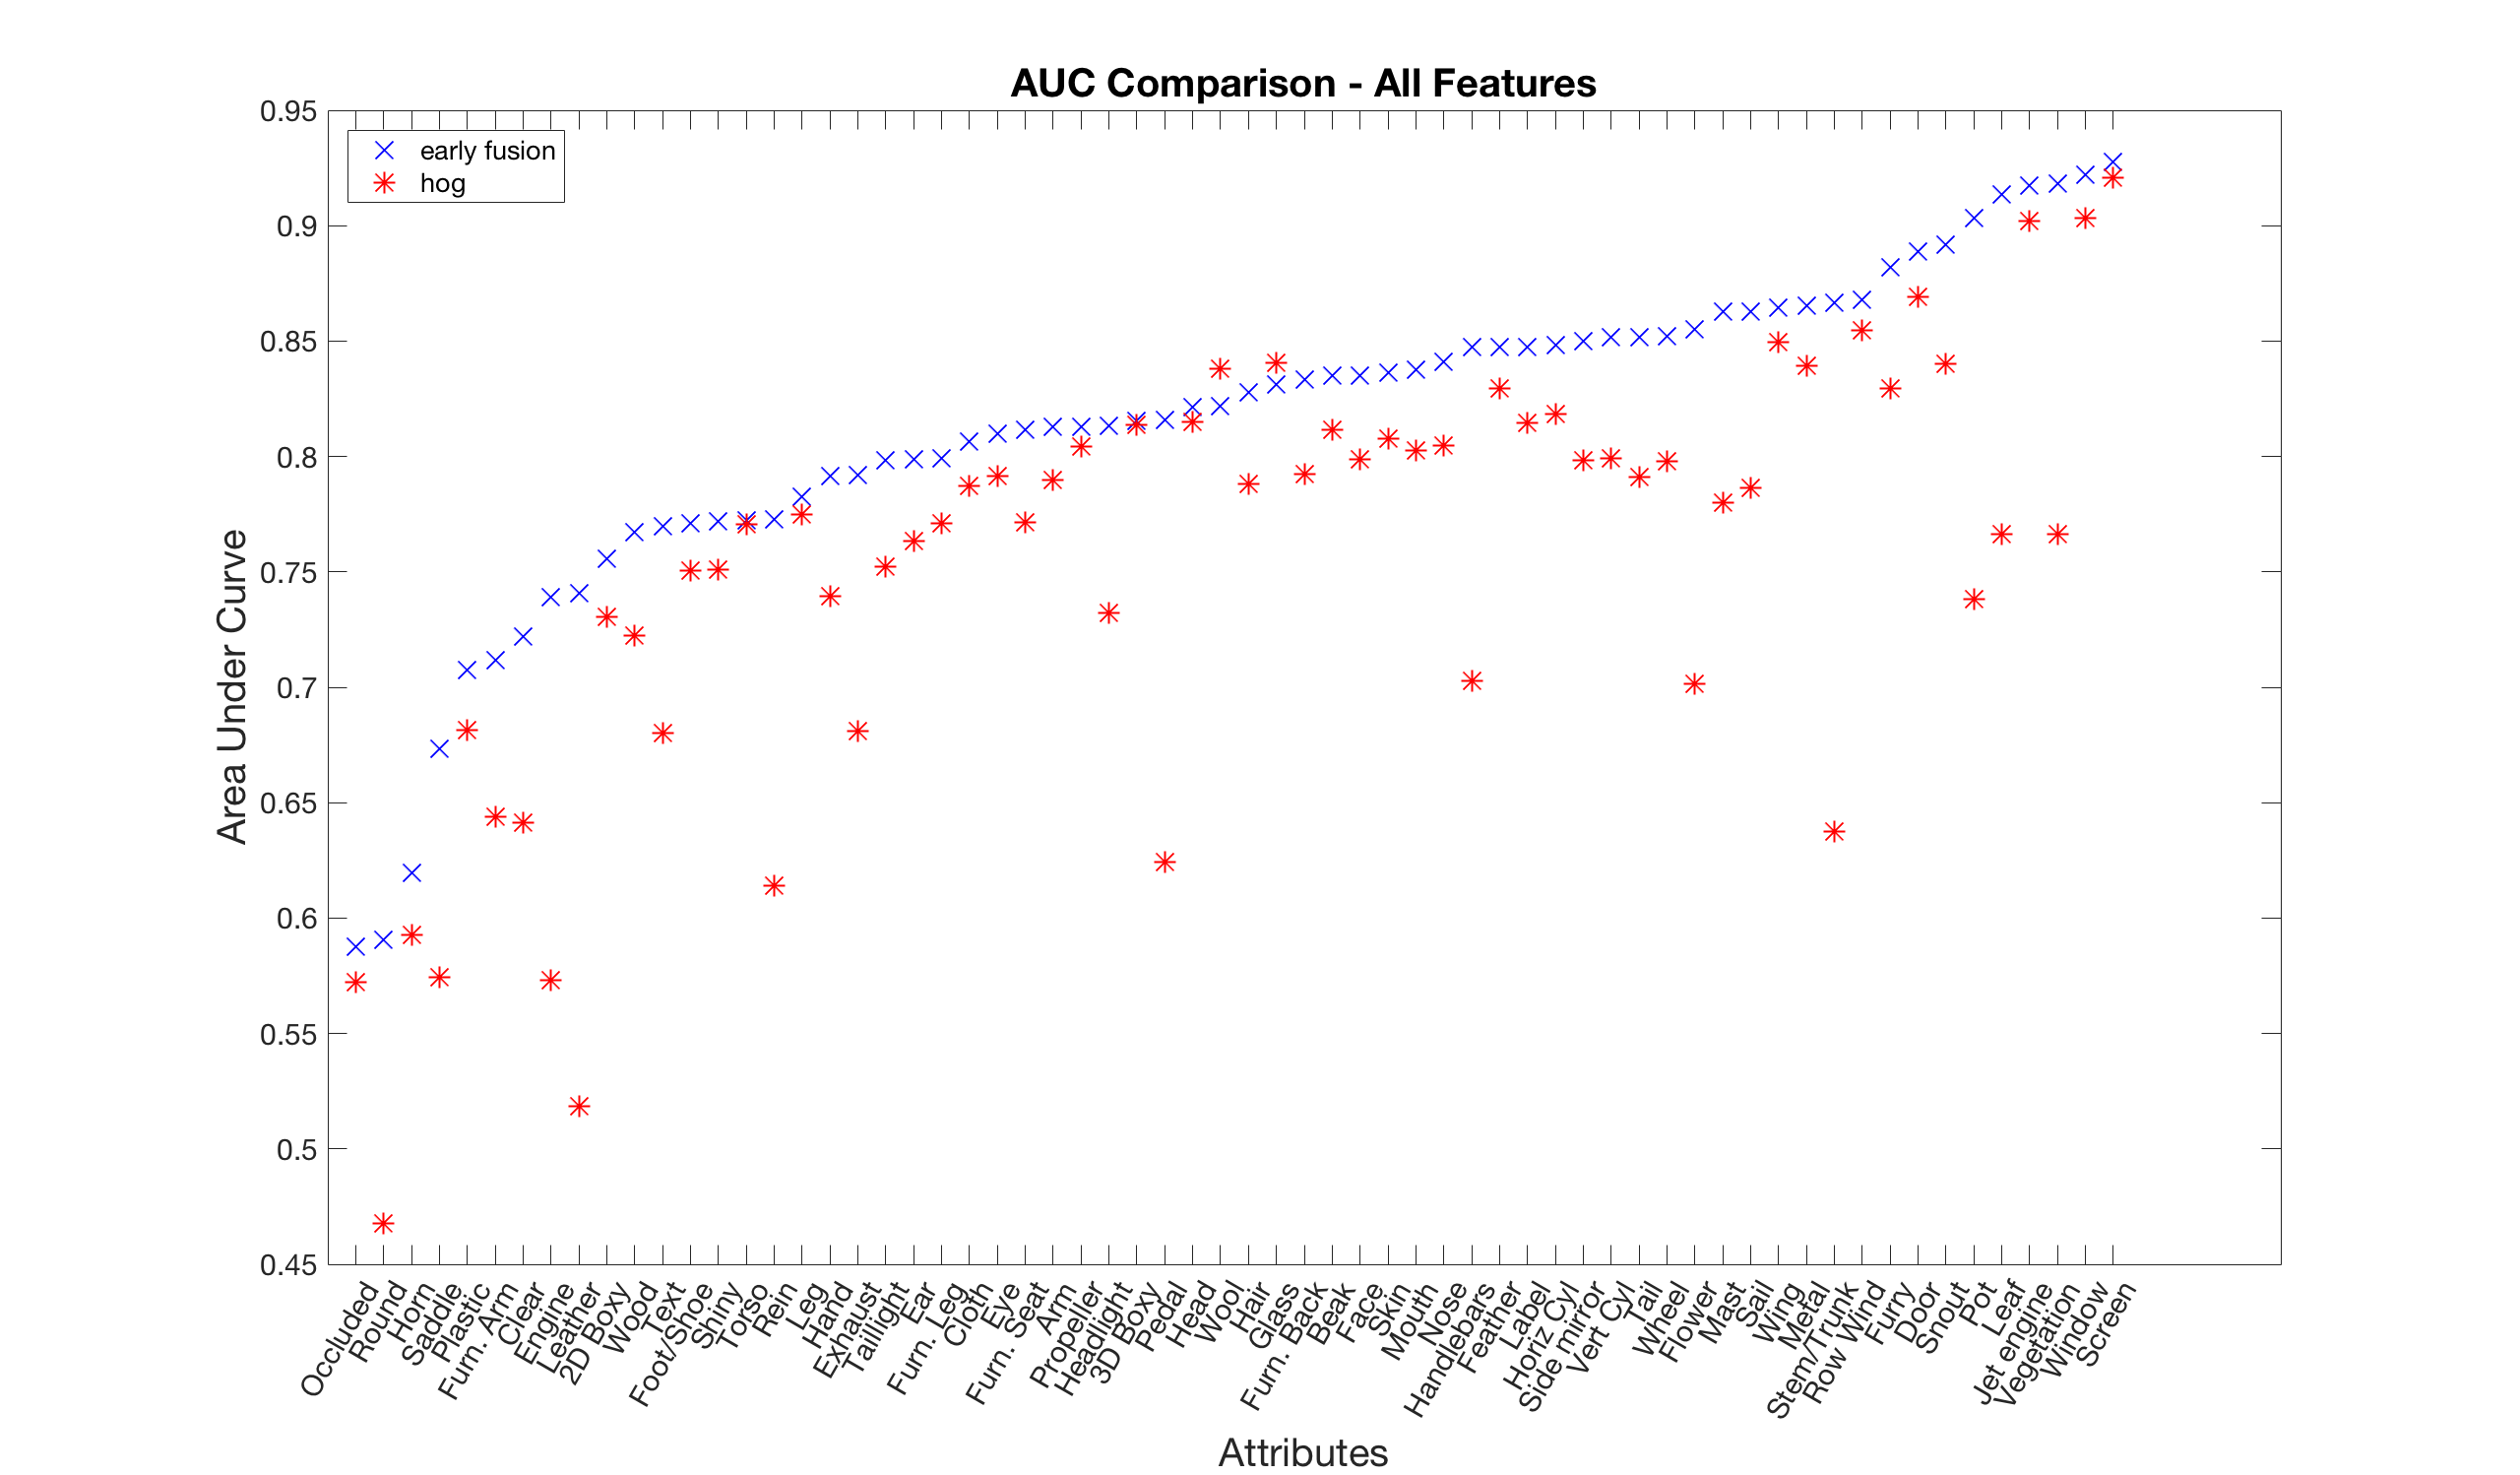 AUC Comparison - All Features
early fusion
hog
Area Under Curve
0.95
0.9
0.85
0.8
0.75
0.7
0.65
0.6
0.55
0.5
0.45
Occluded
Round
Horn
Saddle
Plastic
Furn. Arm
Clear
Engine
Leather
2D Boxy
Wood
Text
Foot/Shoe
Shiny
Torso
Rein
Leg
Hand
Exhaust
Taillight
Ear
Furn. Leg
Cloth
Eye
Furn. Seat
Arm
Propeller
Headlight
3D Boxy
Pedal
Head
Wool
Hair
Glass
Furn. Back
Beak
Face
Skin
Mouth
Nose
Handlebars
Feather
Label
Horiz Cyl
Side mirror
Vert Cyl
Tail
Wheel
Flower
Mast
Sail
Wing
Metal
Stem/Trunk
Row Wind
Furry
Door
Snout
Pot
Leaf
Jet engine
Vegetation
Window
Screen
Attributes